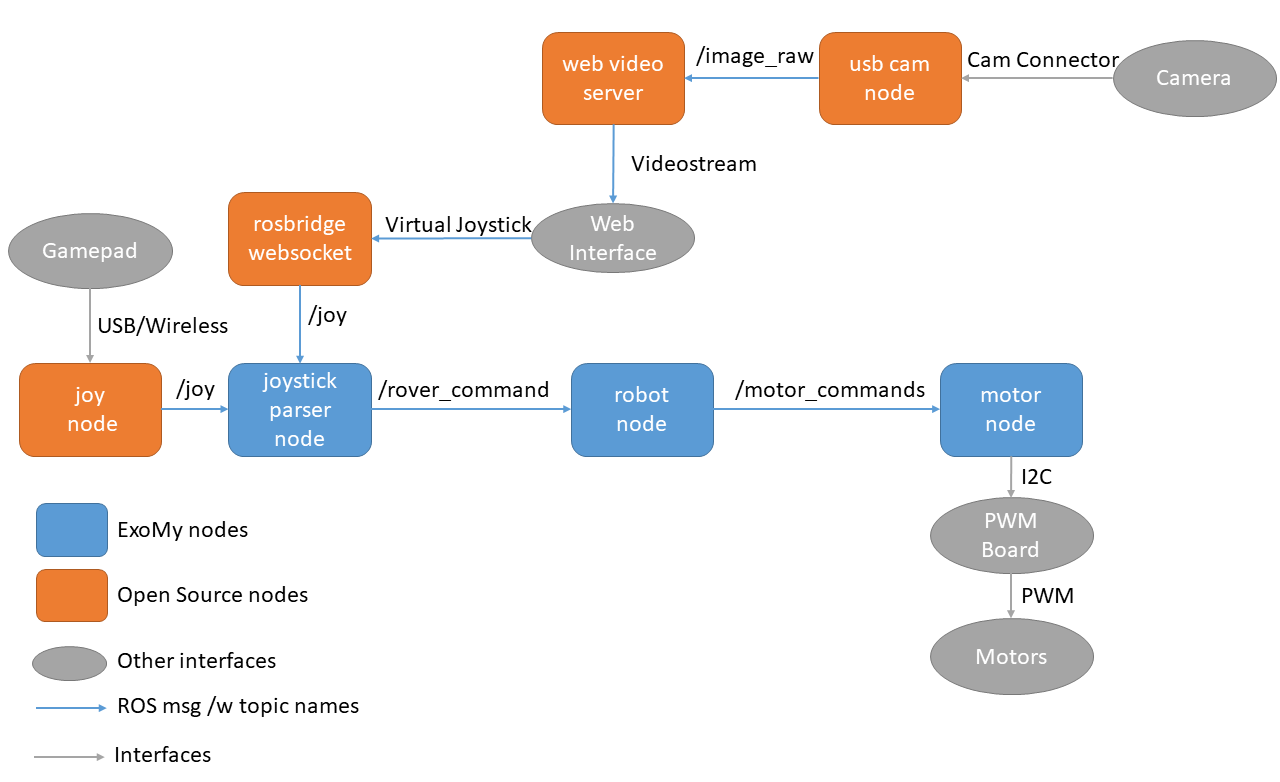 web video
server
/image_raw
usb cam
node
Cam Connector
Camera
Videostream
rosbridge
websocket
Virtual Joystick
Web
Interface
Gamepad
USB/Wireless
/joy
joy
node
/joy
joystick
parser
node
/rover_command
robot
node
/motor_commands
motor
node
I2C
PWM
Board
PWM
Motors
ExoMy nodes
Open Source nodes
Other interfaces
ROS msg /w topic names
Interfaces